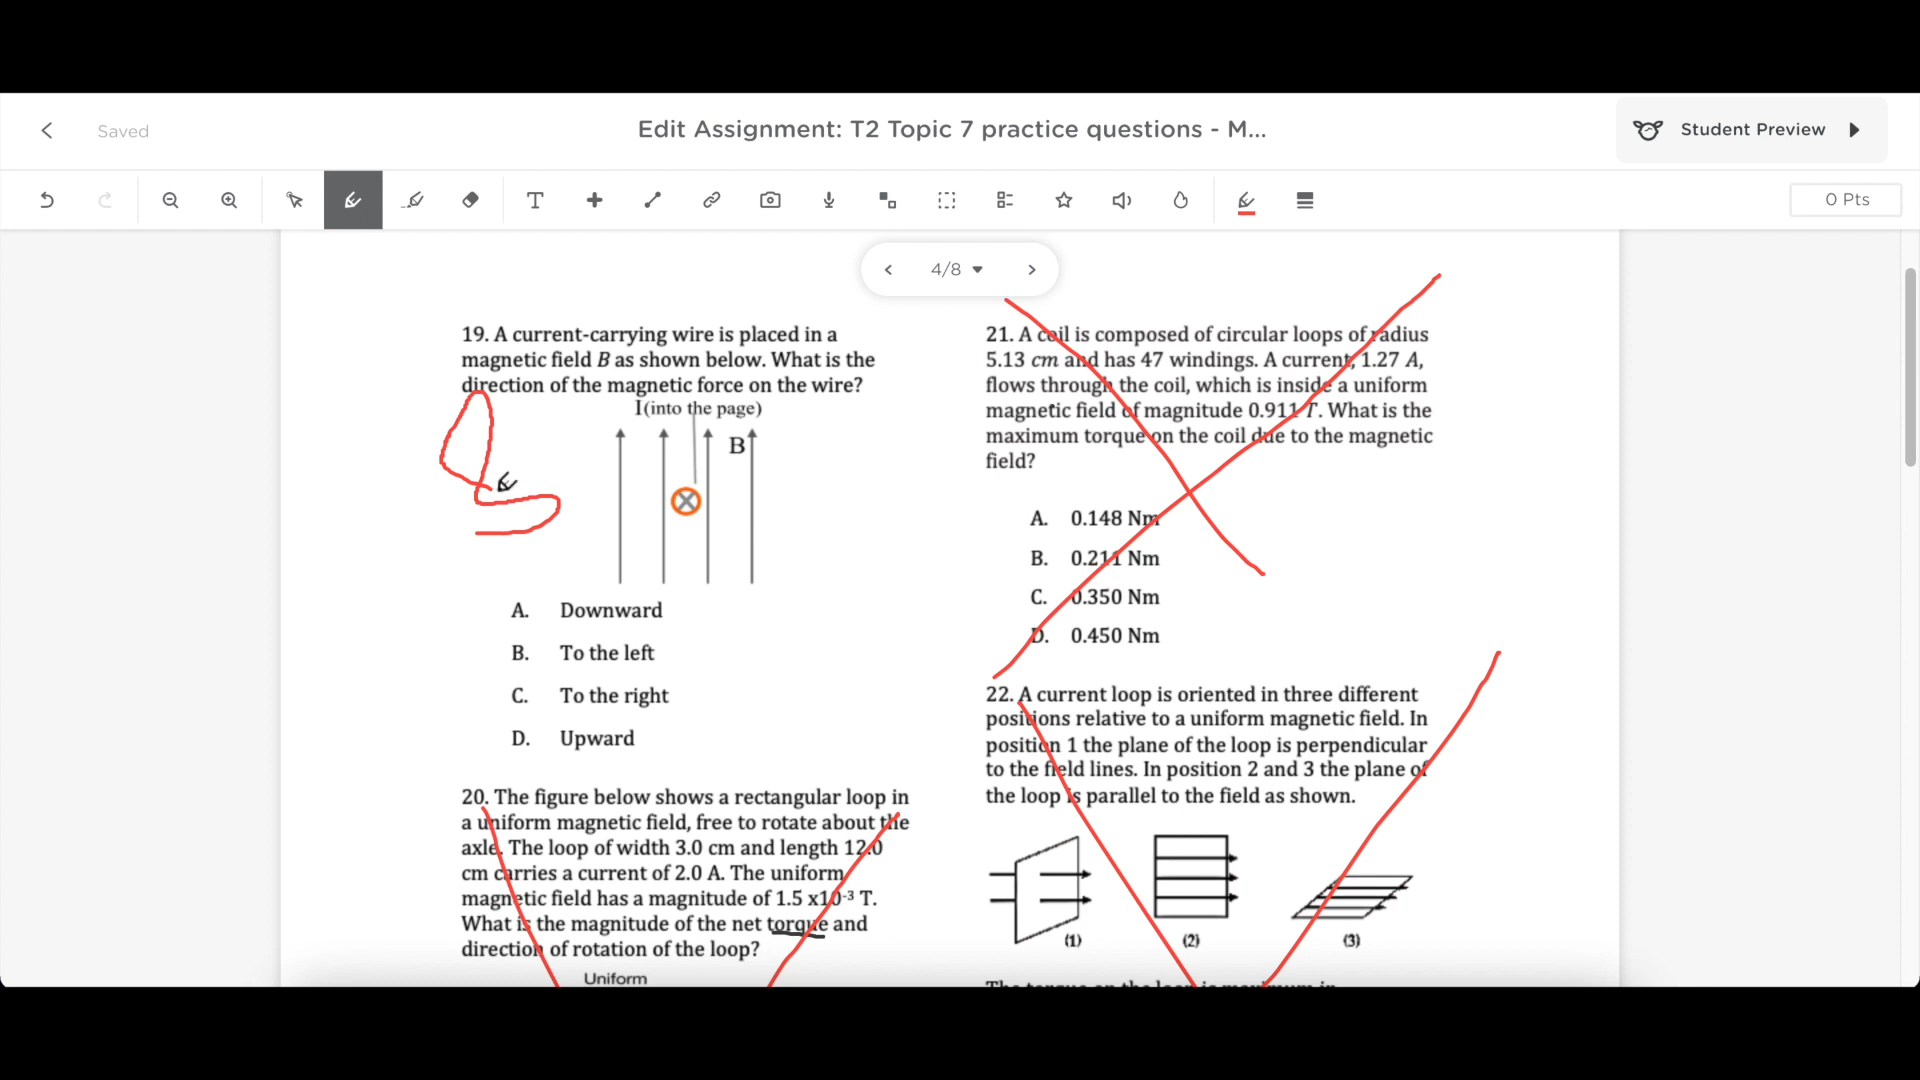 Saved
Edit Assignment: T2 Topic 7 practice questions - M...
Student Preview
0 Pts
4/8
19. A current-carrying wire is placed in a
magnetic field B as shown below. What is the
direction of the magnetic force on the wire?
I(into the page)
B
A. Downward
B. To the left
C. To the right
D. Upward
20. The figure below shows a rectangular loop in
a uniform magnetic field, free to rotate about the
axle. The loop of width 3.0 cm and length 12.0
cm carries a current of 2.0 A. The uniform
magnetic field has a magnitude of 1.5 x10⁻³ T.
What is the magnitude of the net torque and
direction of rotation of the loop?
Uniform
21. A coil is composed of circular loops of radius
5.13 cm and has 47 windings. A current, 1.27 A,
flows through the coil, which is inside a uniform
magnetic field of magnitude 0.911 T. What is the
maximum torque on the coil due to the magnetic
field?
A. 0.148 Nm
B. 0.211 Nm
C. 0.350 Nm
D. 0.450 Nm
22. A current loop is oriented in three different
positions relative to a uniform magnetic field. In
position 1 the plane of the loop is perpendicular
to the field lines. In position 2 and 3 the plane of
the loop is parallel to the field as shown.
(1) (2) (3)
The torque on the loop is maximum in